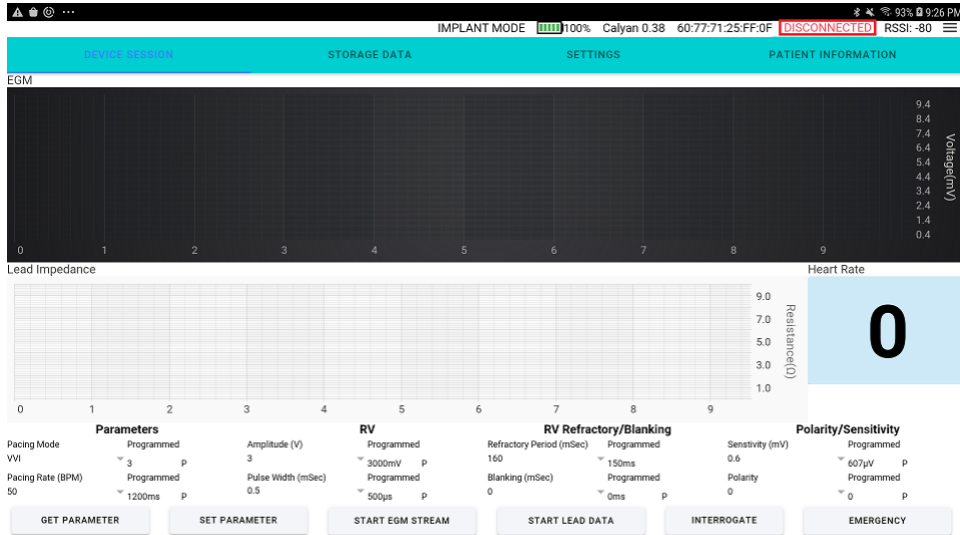 93% 9:26 PM
IMPLANT MODE 100% Calyan 0.38 60:77:71:25:FF:0F DISCONNECTED RSSI: -80
DEVICE SESSION STORAGE DATA SETTINGS PATIENT INFORMATION
EGM
9.4
8.4
7.4
6.4
5.4
4.4
3.4
2.4
1.4
0.4
Voltage(mV)
0 1 2 3 4 5 6 7 8 9
Lead Impedance Heart Rate
9.0
7.0
5.0
3.0
1.0
Resistance(Ω)
0
0 1 2 3 4 5 6 7 8 9
Parameters RV RV Refractory/Blanking Polarity/Sensitivity
Pacing Mode Programmed Amplitude (V) Programmed Refractory Period (mSec) Programmed Senstivity (mV) Programmed
VVI 3 P 3 3000mV P 160 150ms 0.6 607µV P
Pacing Rate (BPM) Programmed Pulse Width (mSec) Programmed Blanking (mSec) Programmed Polarity Programmed
50 1200ms P 0.5 500µs P 0 0ms P 0 0 P
GET PARAMETER SET PARAMETER START EGM STREAM START LEAD DATA INTERROGATE EMERGENCY